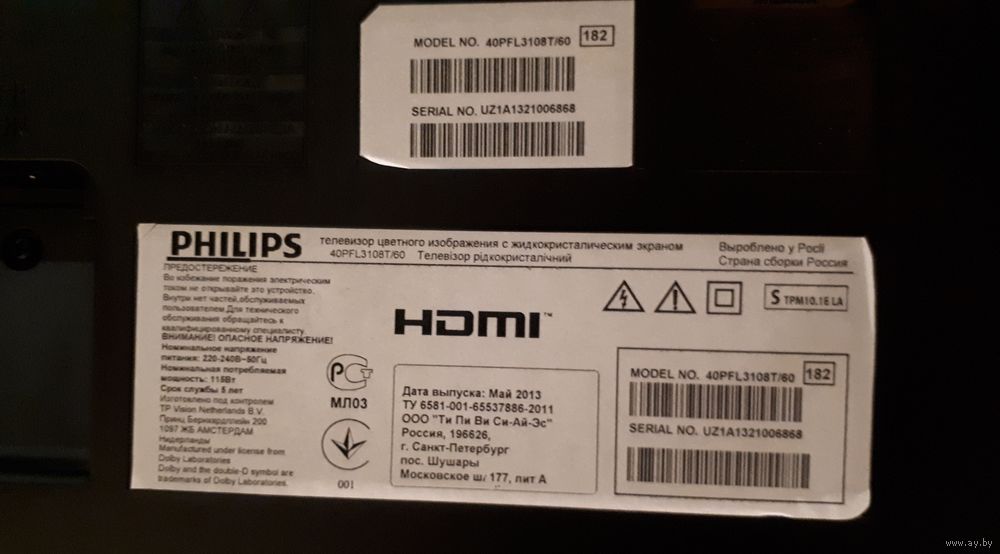 MODEL NO. 40PFL3108T/60 182
SERIAL NO. UZ1A1321006868
PHILIPS
телевизор цветного изображения с жидкокристалическим экраном
40PFL3108T/60 Телевізор рідкокристалічний
Вироблено у Росії
Страна сборки Россия
ПРЕДОСТЕРЕЖЕНИЕ
Во избежание поражения электрическим
током не открывайте это устройство.
Внутри нет частей,обслуживаемых
пользователем.Для технического
обслуживания обращайтесь к
квалифицированному специалисту.
ВНИМАНИЕ! ОПАСНОЕ НАПРЯЖЕНИЕ!
Номинальное напряжение
питания: 220-240В~50Гц
Номинальная потребляемая
мощность: 115Вт
Срок службы 5 лет
Изготовлено под контролем
TP Vision Netherlands B.V.
Принц Бернхардплейн 200
1097 ЖБ АМСТЕРДАМ
Нидерланды
Manufactured under license from
Dolby Laboratories
Dolby and the double-D symbol are
trademarks of Dolby Laboratories.
HDMI™
S TPM10.1E LA
РСТ
МЛ03
001
Дата выпуска: Май 2013
ТУ 6581-001-65537886-2011
ООО "Ти Пи Ви Си-Ай-Эс"
Россия, 196626,
г. Санкт-Петербург
пос. Шушары
Московское ш/ 177, лит А
MODEL NO. 40PFL3108T/60 182
SERIAL NO. UZ1A1321006868
www.ay.by